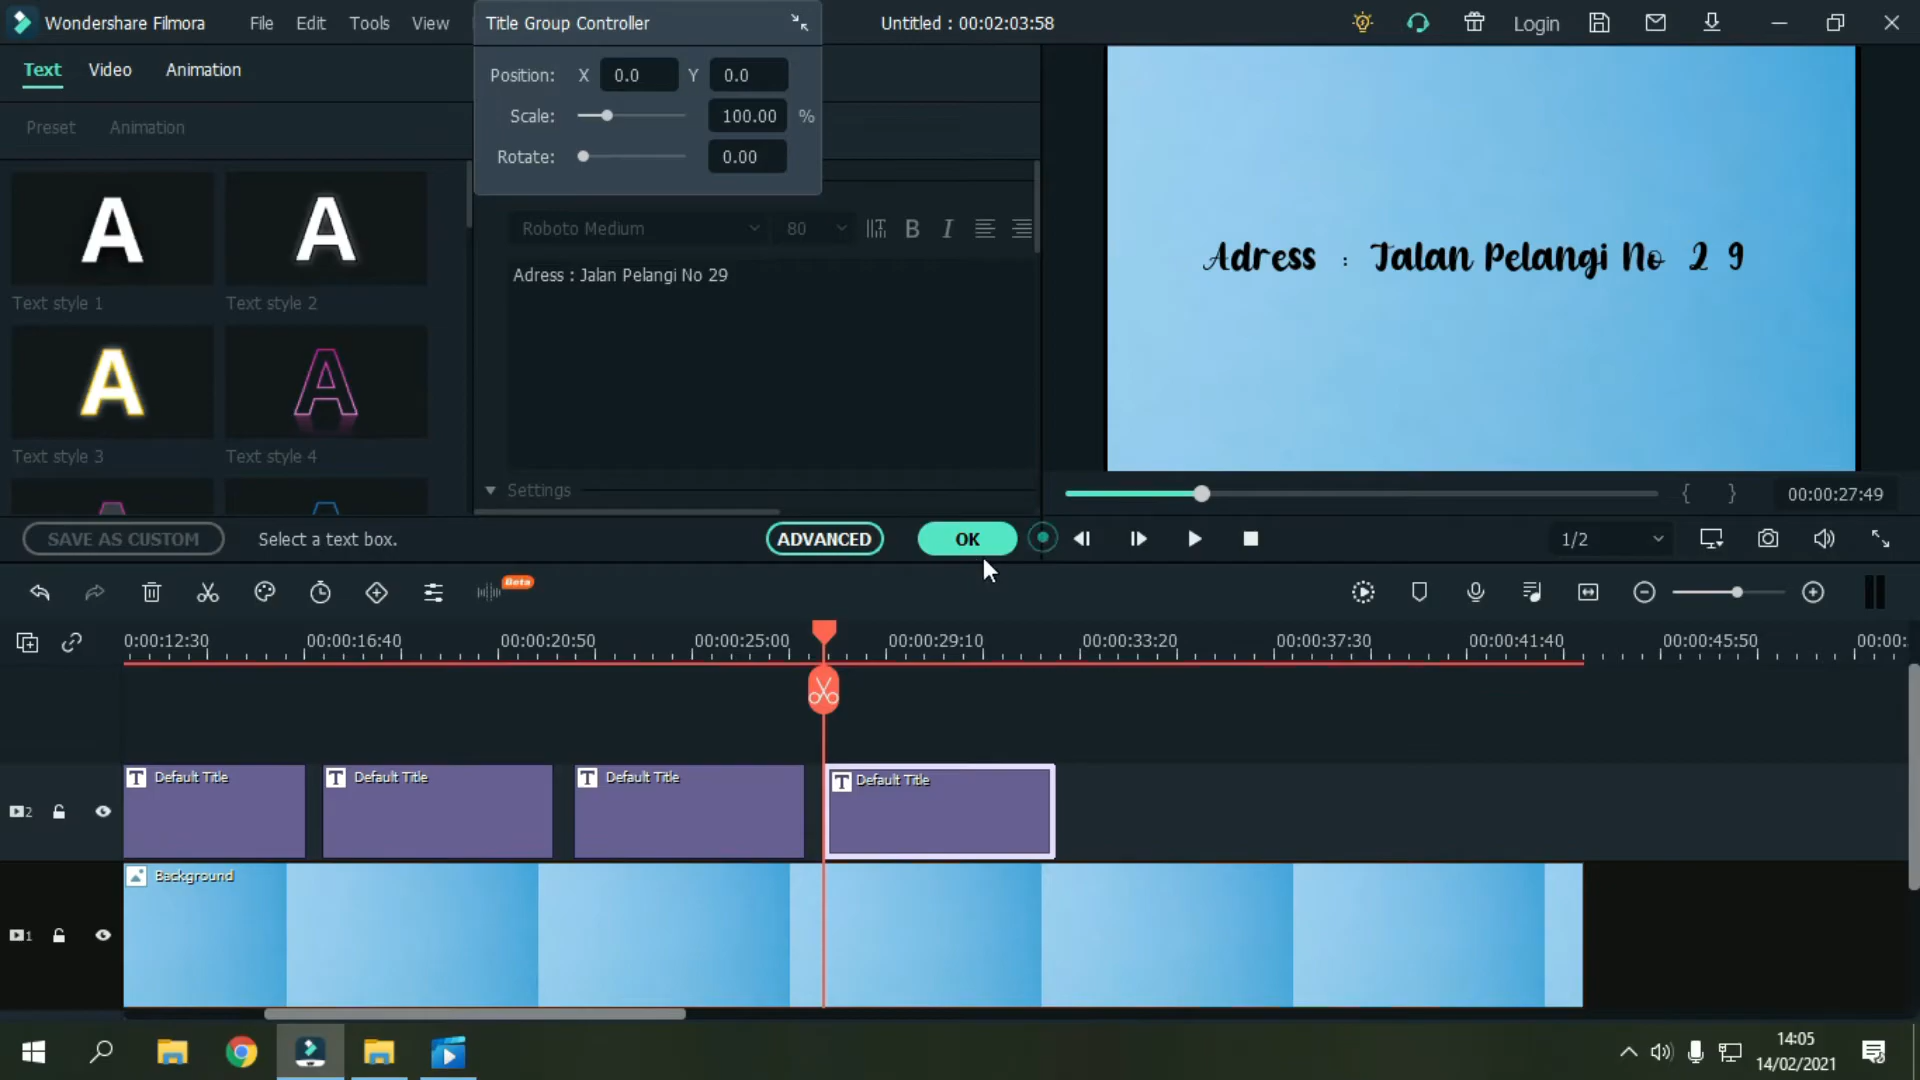 Wondershare Filmora
File
Edit
Tools
View
Title Group Controller
Untitled : 00:02:03:58
Login
Text
Video
Animation
Position:
X
0.0
Y
0.0
Scale:
100.00
%
Rotate:
0.00
Preset
Animation
Text style 1
Text style 2
Text style 3
Text style 4
Roboto Medium
80
B
I
Adress : Jalan Pelangi No 29
Settings
Adress : Jalan Pelangi No 29
00:00:27:49
SAVE AS CUSTOM
Select a text box.
ADVANCED
OK
1/2
Beta
0:00:12:30
00:00:16:40
00:00:20:50
00:00:25:00
00:00:29:10
00:00:33:20
00:00:37:30
00:00:41:40
00:00:45:50
00:00:
Default Title
Default Title
Default Title
Default Title
2
Background
1
14:05
14/02/2021